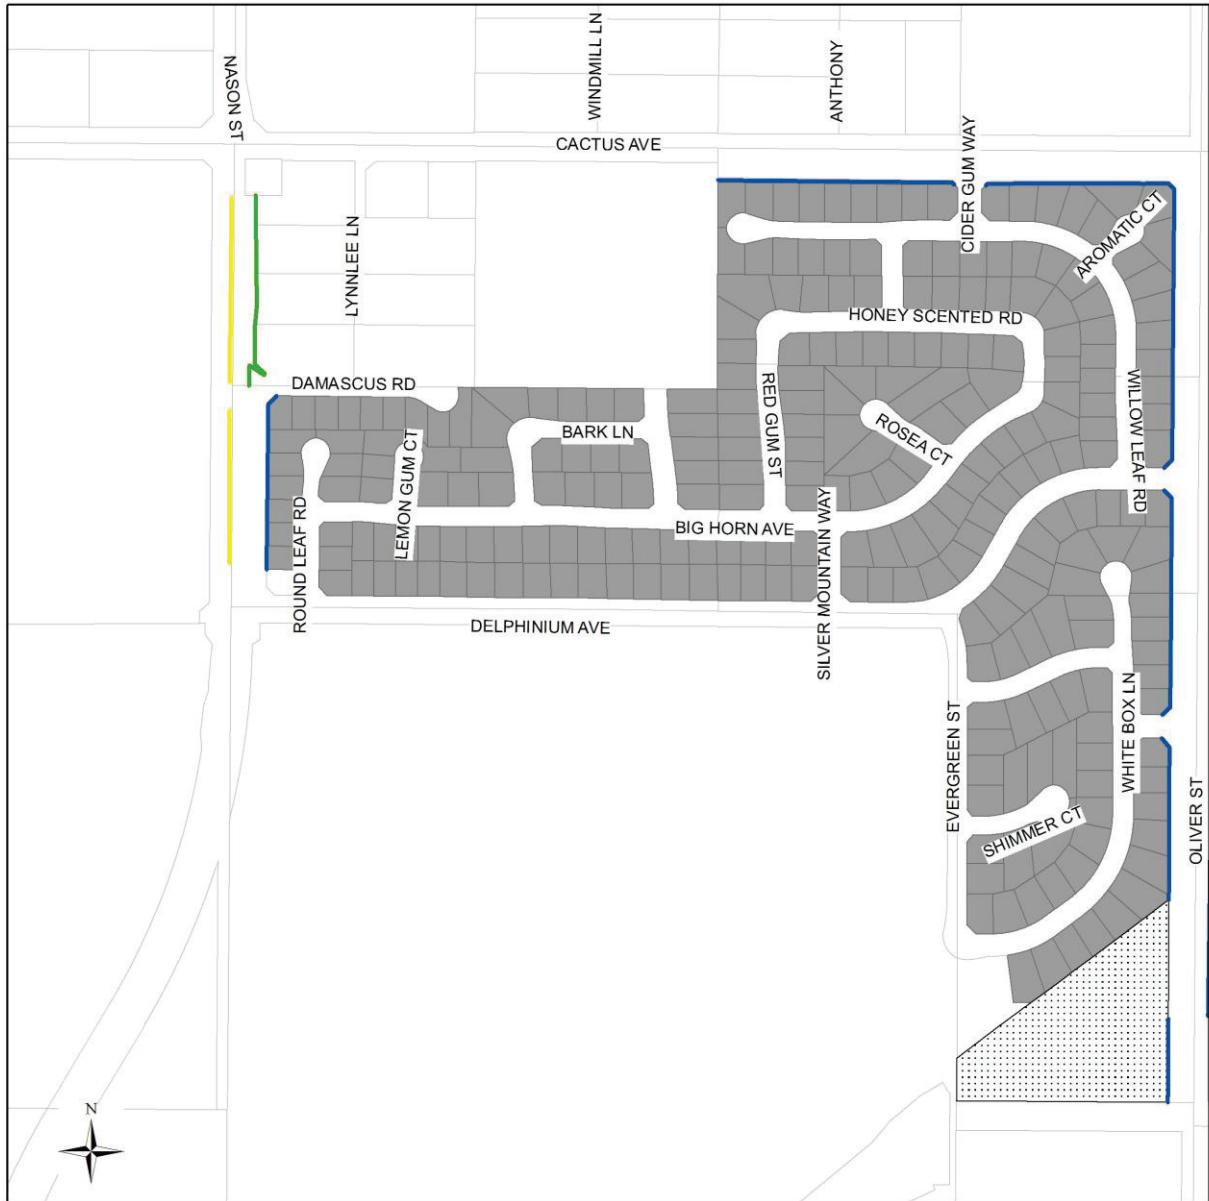 NASON ST
WINDMILL LN
ANTHONY
CACTUS AVE
CIDER GUM WAY
AROMATIC CT
LYNNLEE LN
HONEY SCENTED RD
DAMASCUS RD
RED GUM ST
WILLOW LEAF RD
BARK LN
ROSEA CT
LEMON GUM CT
ROUND LEAF RD
BIG HORN AVE
SILVER MOUNTAIN WAY
DELPHINIUM AVE
EVERGREEN ST
WHITE BOX LN
SHIMMER CT
OLIVER ST
N